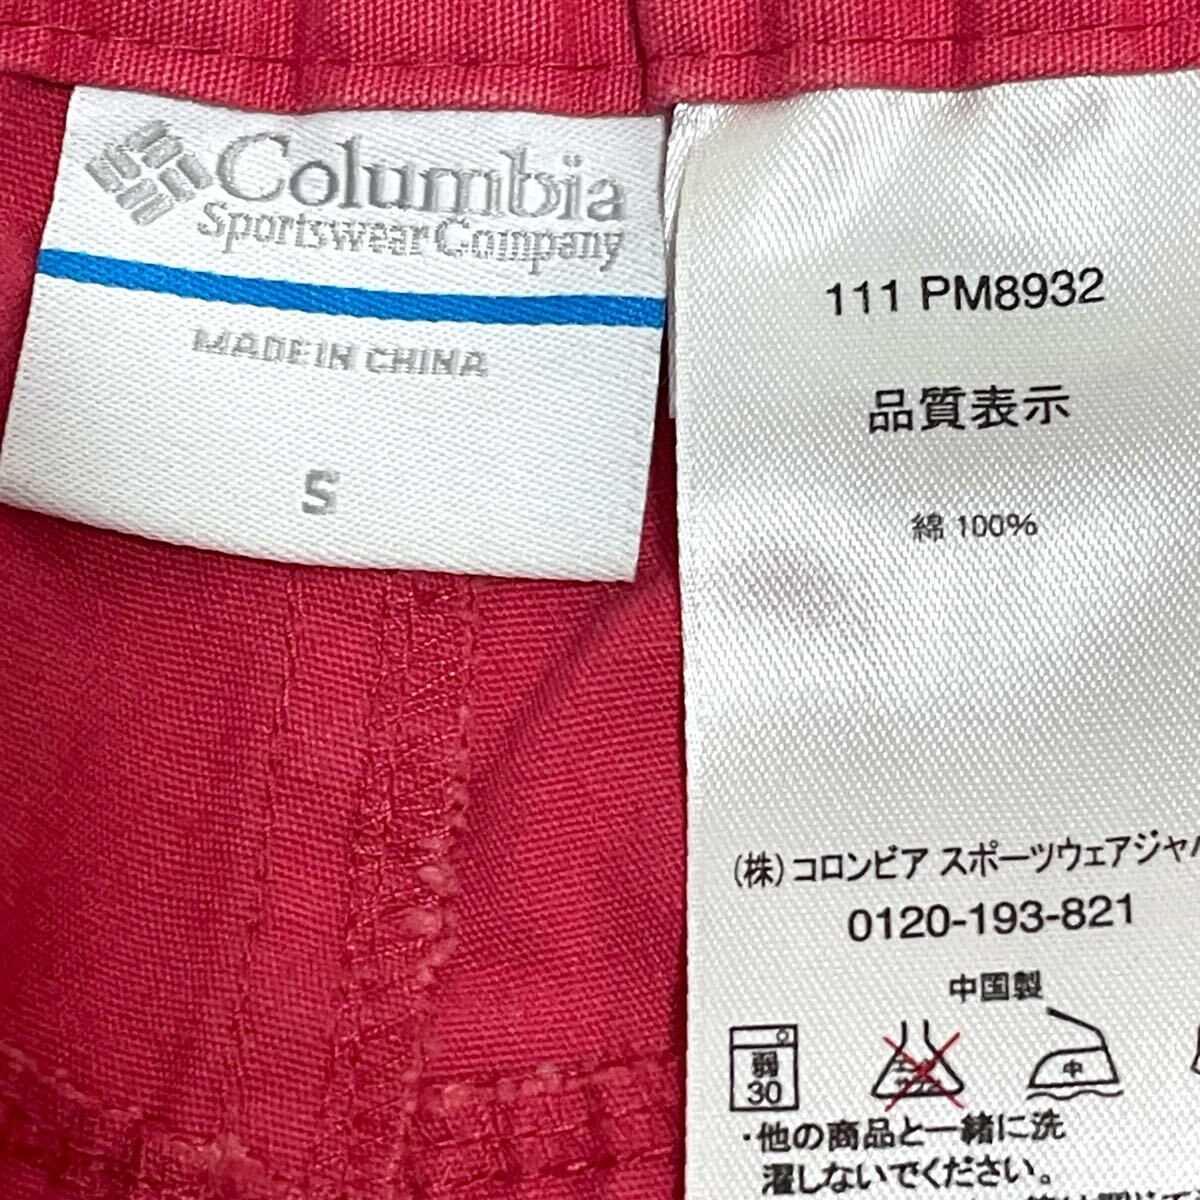 Columbia
Sportswear Company
MADE IN CHINA
S
111 PM8932
品質表示
綿 100%
(株) コロンビア スポーツウェアジャパ
0120-193-821
中国製
弱
30
中
・他の商品と一緒に洗
濯しないでください。